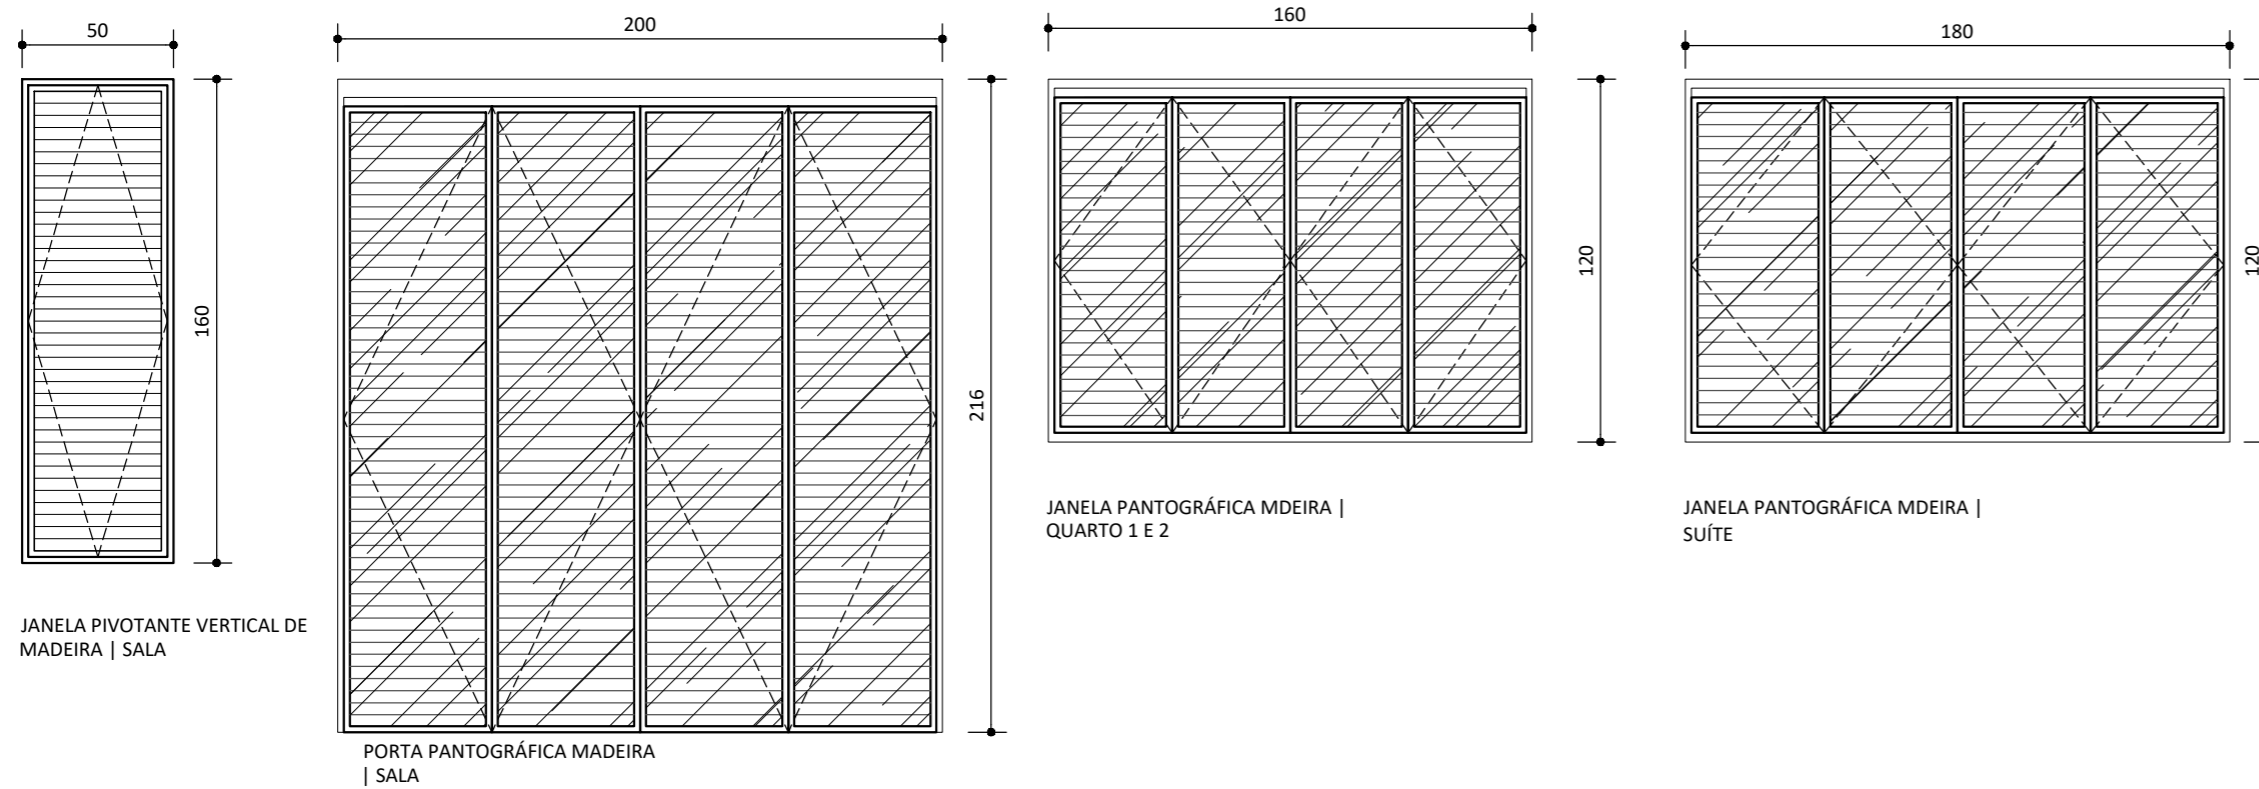 50
160
JANELA PIVOTANTE VERTICAL DE
MADEIRA | SALA
200
216
PORTA PANTOGRÁFICA MADEIRA
| SALA
160
120
JANELA PANTOGRÁFICA MDEIRA |
QUARTO 1 E 2
180
120
JANELA PANTOGRÁFICA MDEIRA |
SUÍTE